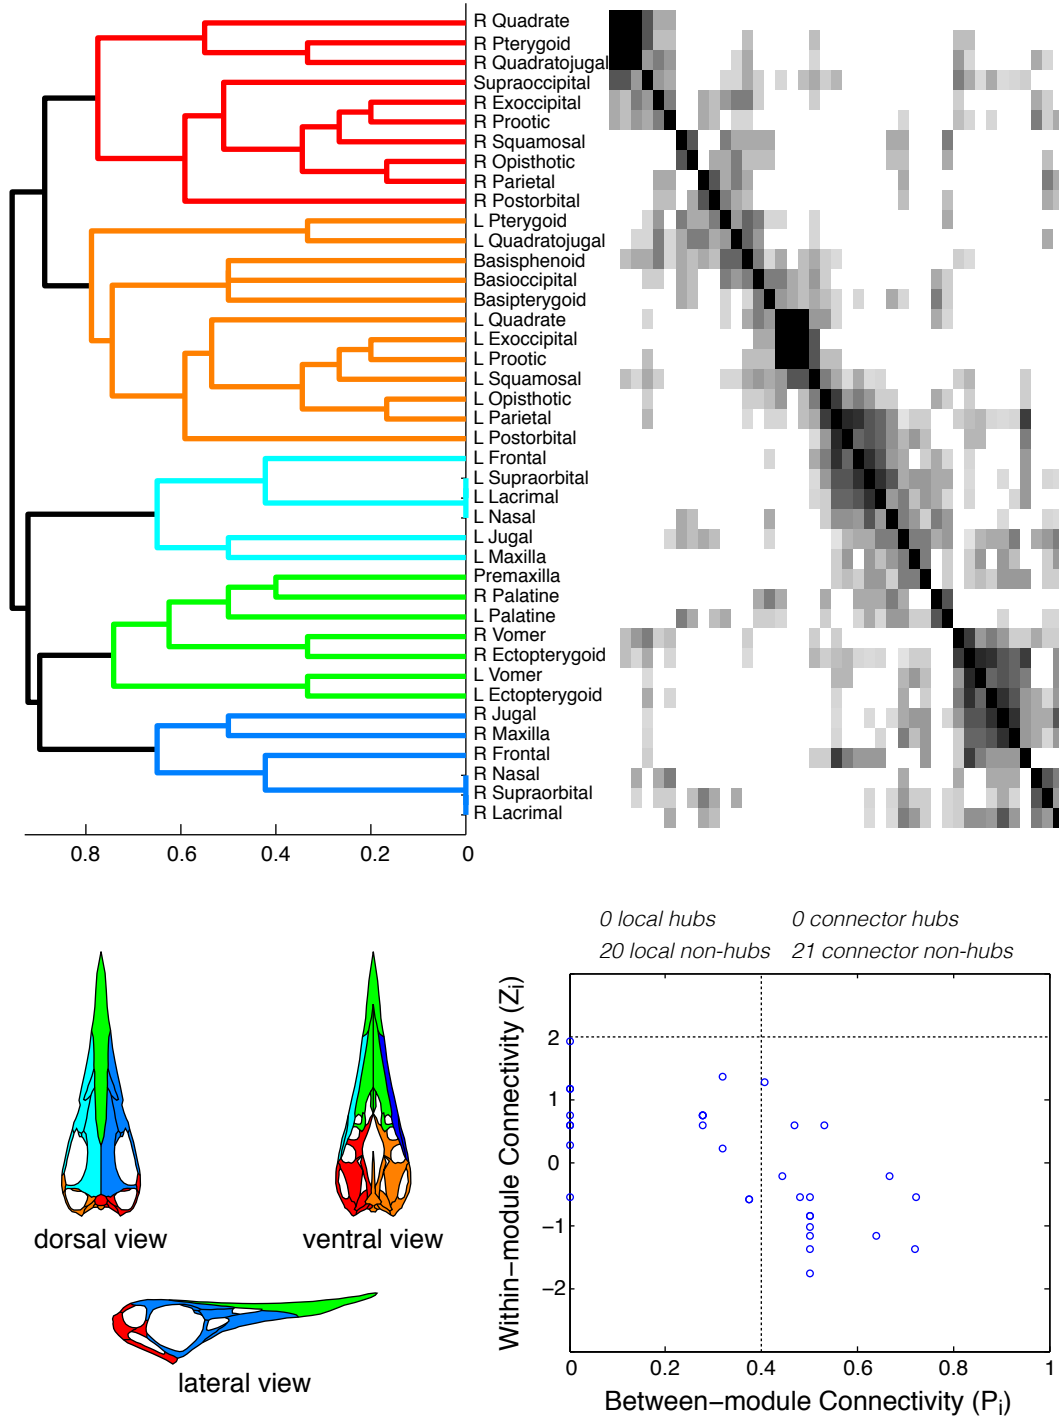 R Quadrate
R Pterygoid
R Quadratojugal
Supraoccipital
R Exoccipital
R Prootic
R Squamosal
R Opisthotic
R Parietal
R Postorbital
L Pterygoid
L Quadratojugal
Basisphenoid
Basioccipital
Basipterygoid
L Quadrate
L Exoccipital
L Prootic
L Squamosal
L Opisthotic
L Parietal
L Postorbital
L Frontal
L Supraorbital
L Lacrimal
L Nasal
L Jugal
L Maxilla
Premaxilla
R Palatine
L Palatine
R Vomer
R Ectopterygoid
L Vomer
L Ectopterygoid
R Jugal
R Maxilla
R Frontal
R Nasal
R Supraorbital
R Lacrimal
0.8 0.6 0.4 0.2 0
dorsal view
ventral view
lateral view
0 local hubs 0 connector hubs
20 local non-hubs 21 connector non-hubs
Within−module Connectivity (Zi)
2
1
0
−1
−2
0 0.2 0.4 0.6 0.8 1
Between−module Connectivity (Pi)